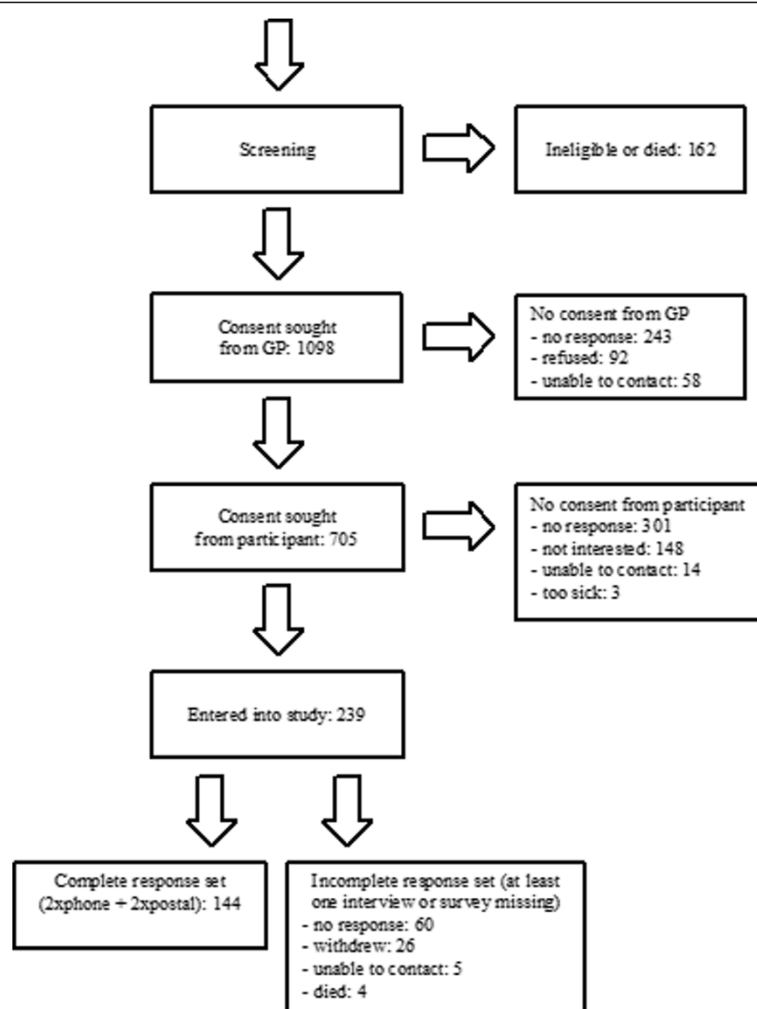 Screening
Ineligible or died: 162
Consent sought
from GP: 1098
No consent from GP
- no response: 243
- refused: 92
- unable to contact: 58
Consent sought
from participant: 705
No consent from participant
- no response: 301
- not interested: 148
- unable to contact: 14
- too sick: 3
Entered into study: 239
Complete response set
(2xphone + 2xpostal): 144
Incomplete response set (at least
one interview or survey missing)
- no response: 60
- withdrew: 26
- unable to contact: 5
- died: 4